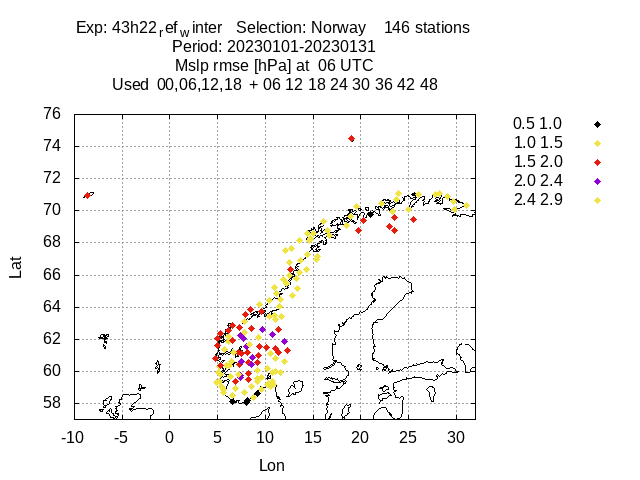 Exp: 43h22ref_winter   Selection: Norway    146 stations
Period: 20230101-20230131
Mslp rmse [hPa] at  06 UTC
Used  00,06,12,18  + 06 12 18 24 30 36 42 48
0.5 1.0
1.0 1.5
1.5 2.0
2.0 2.4
2.4 2.9
76
74
72
70
68
66
64
62
60
58
Lat
-10 -5 0 5 10 15 20 25 30
Lon